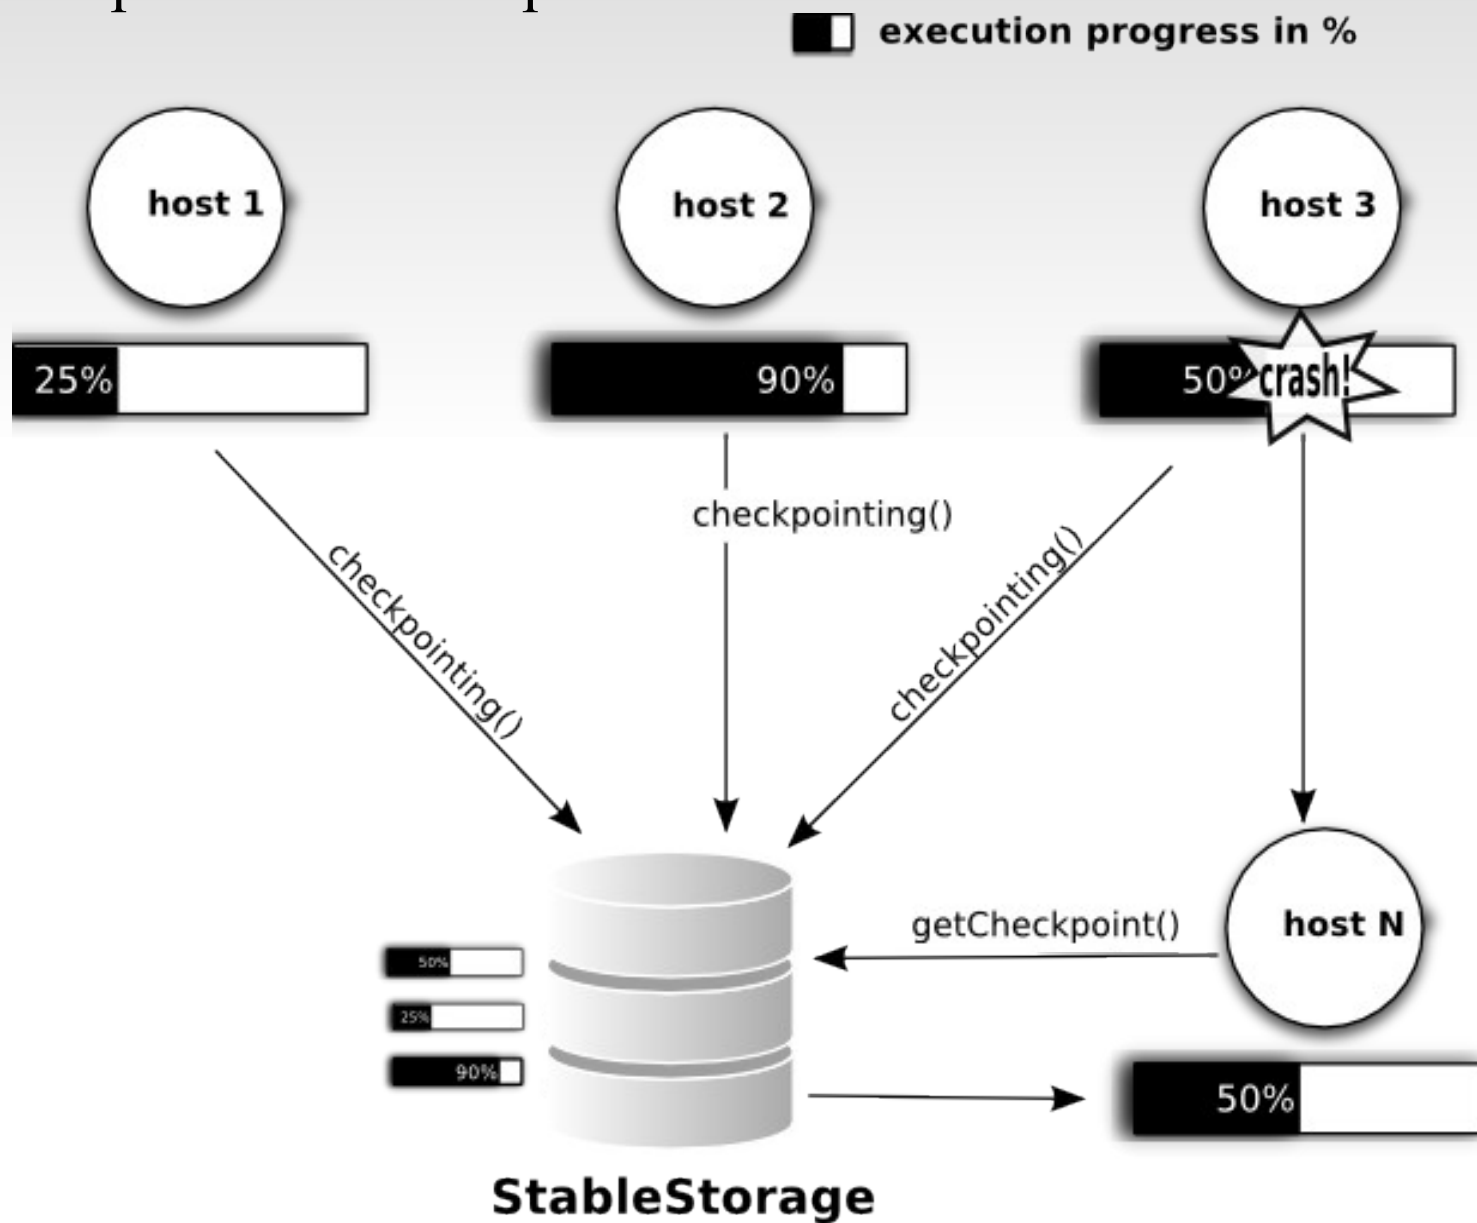 execution progress in %
host 1
host 2
host 3
25%
90%
50%
crash!
checkpointing()
checkpointing()
checkpointing()
getCheckpoint()
host N
50%
25%
90%
50%
StableStorage